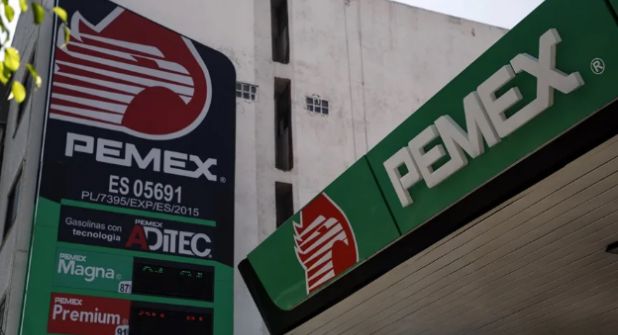 PEMEX®
ES 05691
PL/7395/EXP/ES/2015
Gasolinas con
tecnología
PEMEX
ADITEC
PEMEX
Magna
87
PEMEX
Premium
91
PEMEX®